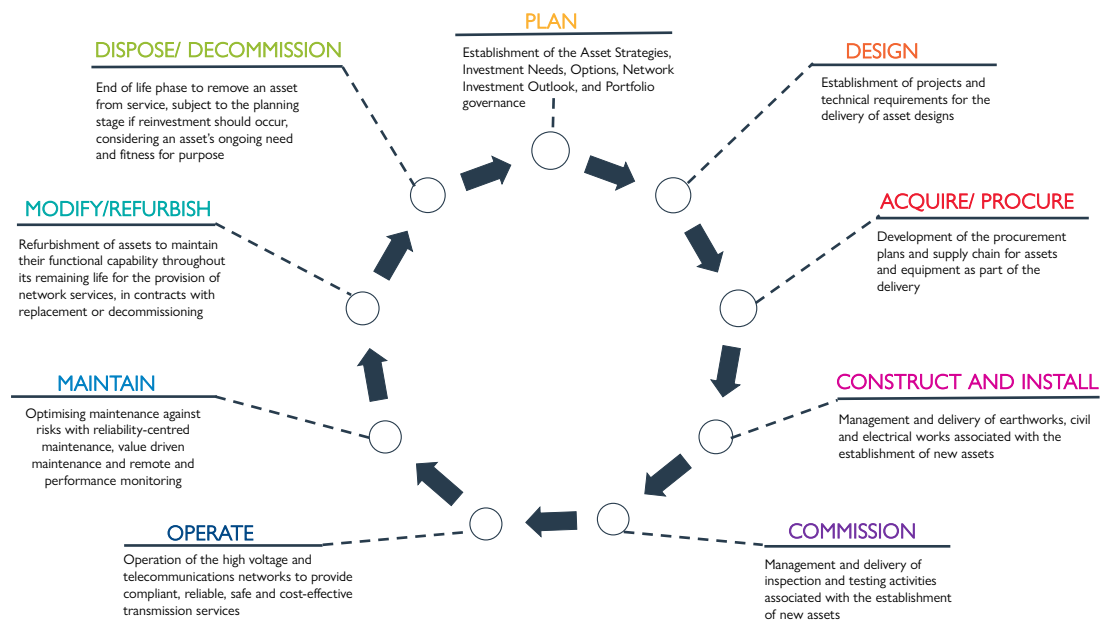 PLAN
Establishment of the Asset Strategies,
Investment Needs, Options, Network
Investment Outlook, and Portfolio
governance
DESIGN
Establishment of projects and
technical requirements for the
delivery of asset designs
ACQUIRE/ PROCURE
Development of the procurement
plans and supply chain for assets
and equipment as part of the
delivery
CONSTRUCT AND INSTALL
Management and delivery of earthworks, civil
and electrical works associated with the
establishment of new assets
COMMISSION
Management and delivery of
inspection and testing activities
associated with the establishment
of new assets
OPERATE
Operation of the high voltage and
telecommunications networks to provide
compliant, reliable, safe and cost-effective
transmission services
MAINTAIN
Optimising maintenance against
risks with reliability-centred
maintenance, value driven
maintenance and remote and
performance monitoring
MODIFY/REFURBISH
Refurbishment of assets to maintain
their functional capability throughout
its remaining life for the provision of
network services, in contracts with
replacement or decommissioning
DISPOSE/ DECOMMISSION
End of life phase to remove an asset
from service, subject to the planning
stage if reinvestment should occur,
considering an asset's ongoing need
and fitness for purpose